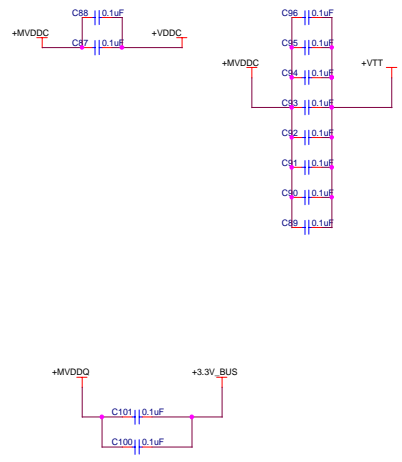 C88 0.1uF
+MVDDC +VDDC
C87 0.1uF
C96 0.1uF
C95 0.1uF
+MVDDC +VTT
C94 0.1uF
C93 0.1uF
C92 0.1uF
C91 0.1uF
C90 0.1uF
C89 0.1uF
+MVDDQ +3.3V_BUS
C101 0.1uF
C100 0.1uF